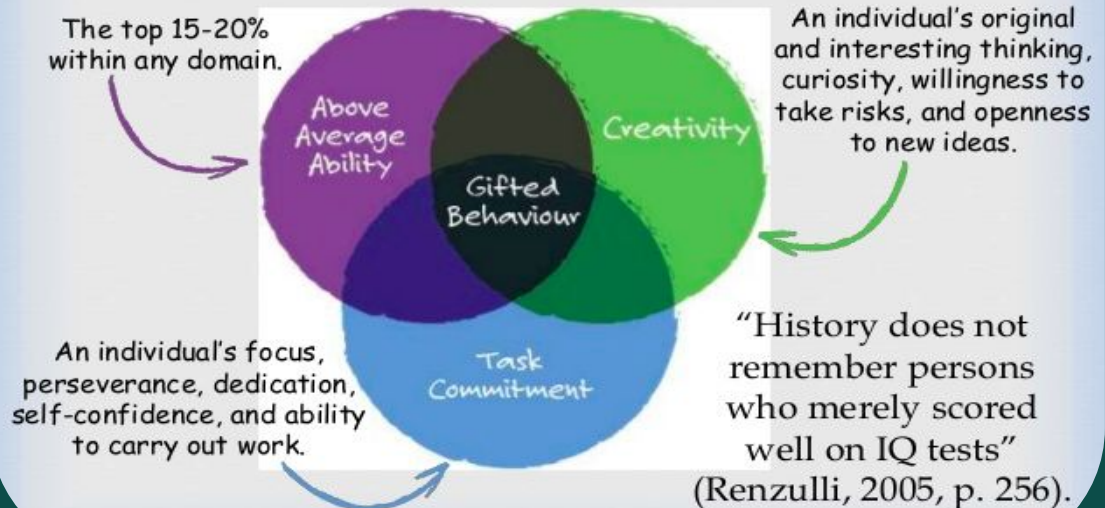 The top 15-20%
within any domain.
An individual's original
and interesting thinking,
curiosity, willingness to
take risks, and openness
to new ideas.
Above
Average
Ability
Creativity
Gifted
Behaviour
Task
Commitment
An individual's focus,
perseverance, dedication,
self-confidence, and ability
to carry out work.
“History does not
remember persons
who merely scored
well on IQ tests”
(Renzulli, 2005, p. 256).